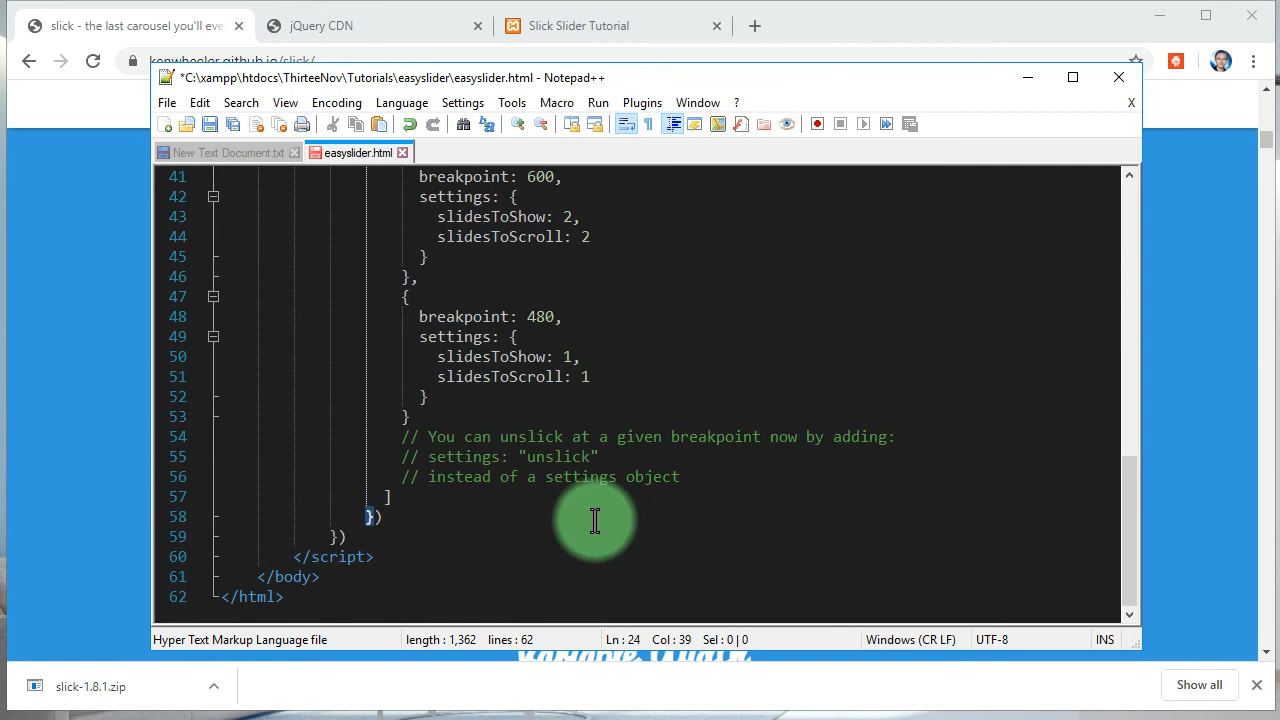 slick - the last carousel you'll eve
jQuery CDN
Slick Slider Tutorial
kenwheeler.github.io/slick/
*C:\xampp\htdocs\ThirteeNov\Tutorials\easyslider\easyslider.html - Notepad++
File Edit Search View Encoding Language Settings Tools Macro Run Plugins Window ? X
New Text Document.txt easyslider.html
41 breakpoint: 600,
42 settings: {
43 slidesToShow: 2,
44 slidesToScroll: 2
45 }
46 },
47 {
48 breakpoint: 480,
49 settings: {
50 slidesToShow: 1,
51 slidesToScroll: 1
52 }
53 }
54 // You can unslick at a given breakpoint now by adding:
55 // settings: "unslick"
56 // instead of a settings object
57 ]
58 })
59 })
60 </script>
61 </body>
62 </html>
Hyper Text Markup Language file length : 1,362 lines : 62 Ln : 24 Col : 39 Sel : 0 | 0 Windows (CR LF) UTF-8 INS
slick-1.8.1.zip
Show all